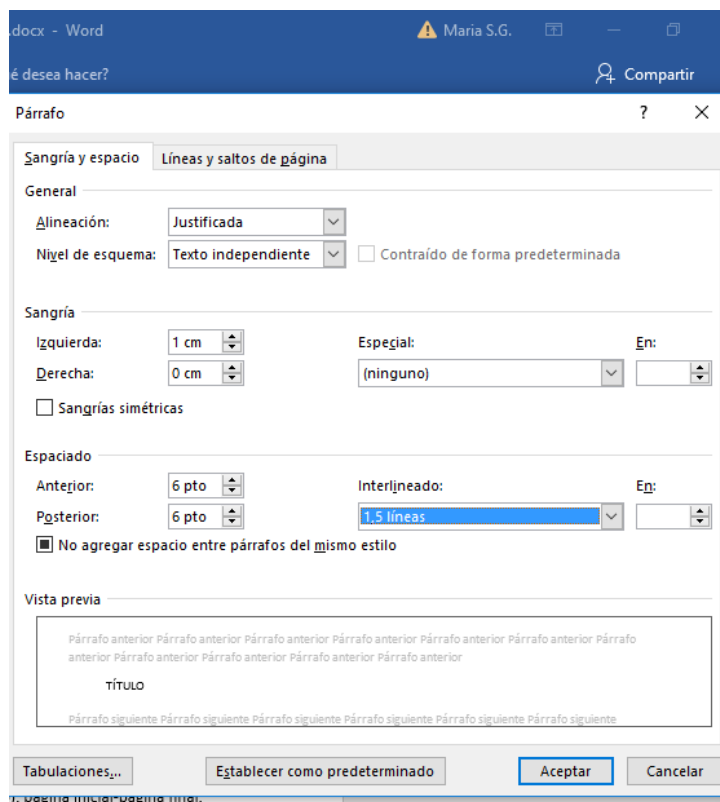 .docx - Word Maria S.G.
é desea hacer? Compartir
Párrafo ?
Sangría y espacio Líneas y saltos de página
General
Alineación: Justificada
Nivel de esquema: Texto independiente Contraído de forma predeterminada
Sangría
Izquierda: 1 cm Especial: En:
Derecha: 0 cm (ninguno)
Sangrías simétricas
Espaciado
Anterior: 6 pto Interlineado: En:
Posterior: 6 pto 1,5 líneas
No agregar espacio entre párrafos del mismo estilo
Vista previa
Párrafo anterior Párrafo anterior Párrafo anterior Párrafo anterior Párrafo anterior Párrafo anterior Párrafo
anterior Párrafo anterior Párrafo anterior Párrafo anterior Párrafo anterior
TÍTULO
Párrafo siguiente Párrafo siguiente Párrafo siguiente Párrafo siguiente Párrafo siguiente Párrafo siguiente
Tabulaciones... Establecer como predeterminado Aceptar Cancelar
), página inicial-página final.